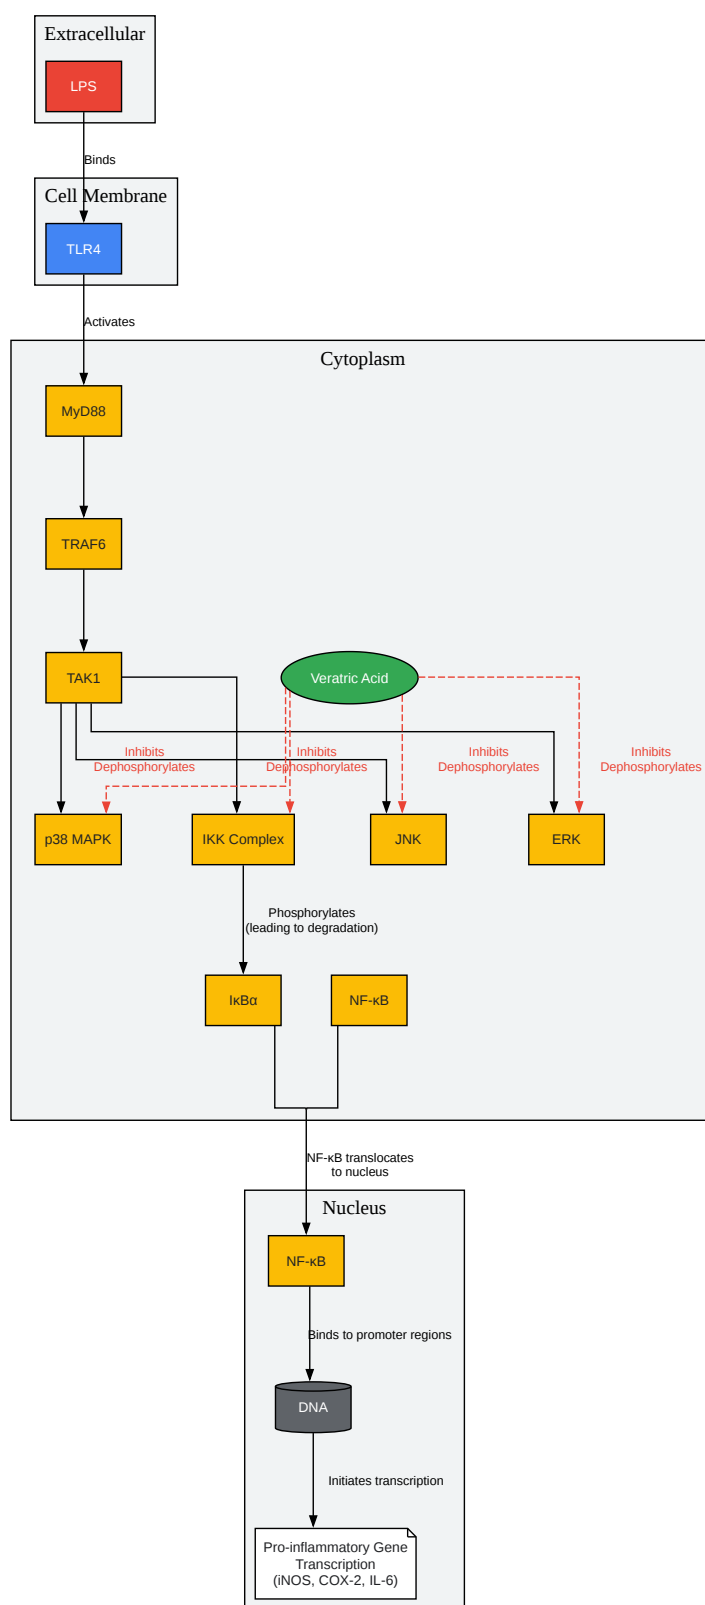 Extracellular
LPS
Binds
Cell Membrane
TLR4
Activates
Cytoplasm
MyD88
TRAF6
TAK1
Veratric Acid
Inhibits
Dephosphorylates
Inhibits
Dephosphorylates
Inhibits
Dephosphorylates
Inhibits
Dephosphorylates
p38 MAPK
IKK Complex
JNK
ERK
Phosphorylates
(leading to degradation)
IκBα
NF-κB
NF-κB translocates
to nucleus
Nucleus
NF-κB
Binds to promoter regions
DNA
Initiates transcription
Pro-inflammatory Gene
Transcription
(iNOS, COX-2, IL-6)